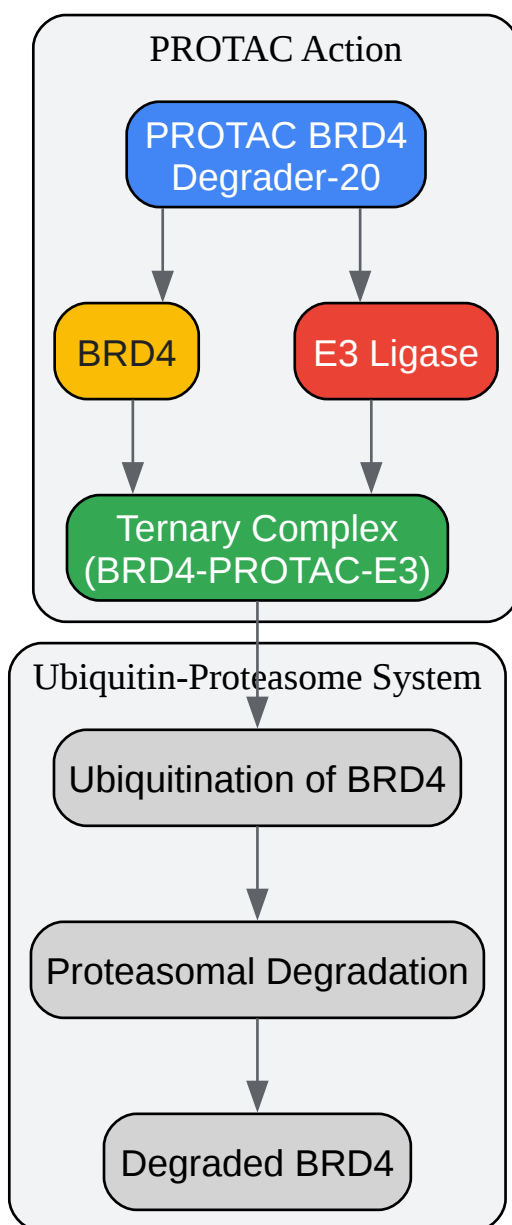 PROTAC Action
PROTAC BRD4
Degrader-20
BRD4
E3 Ligase
Ternary Complex
(BRD4-PROTAC-E3)
Ubiquitin-Proteasome System
Ubiquitination of BRD4
Proteasomal Degradation
Degraded BRD4